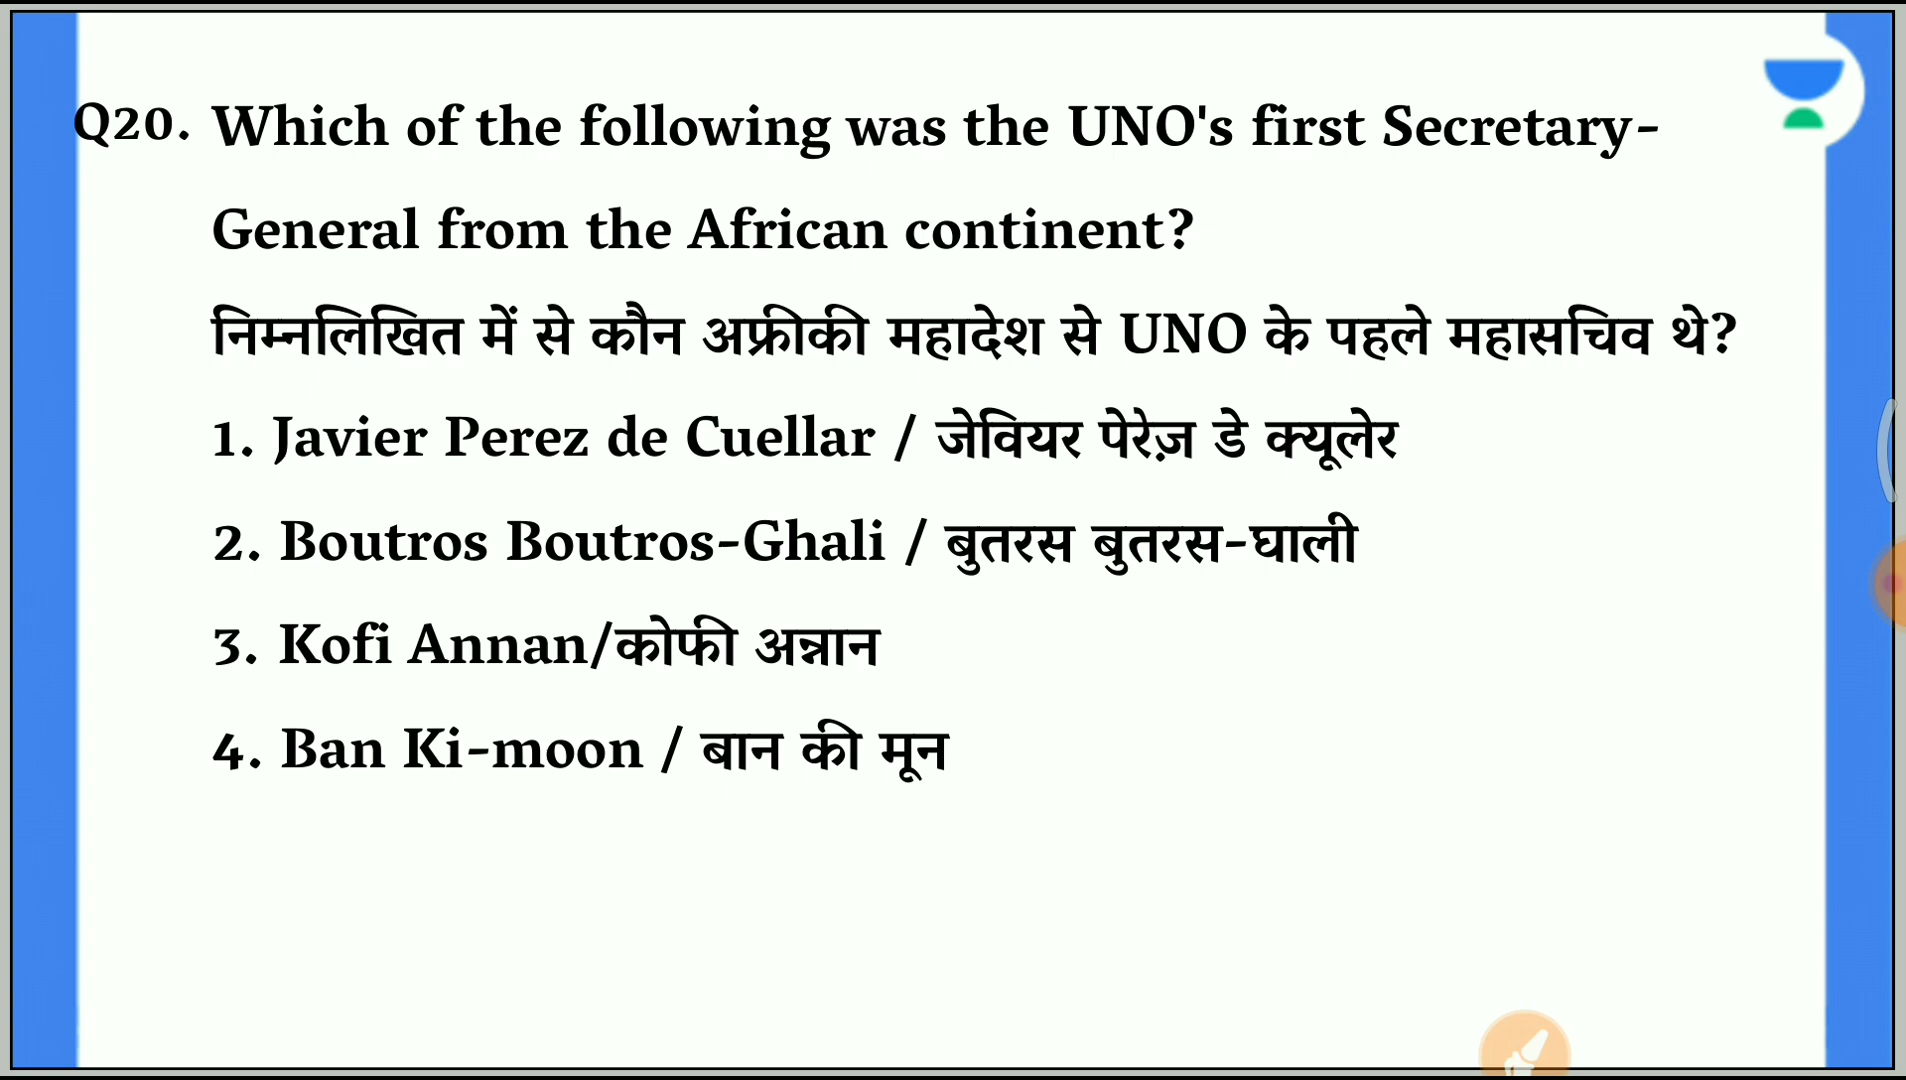 Q20. Which of the following was the UNO's first Secretary-
General from the African continent?
निम्नलिखित में से कौन अफ्रीकी महादेश से UNO के पहले महासचिव थे?
1. Javier Perez de Cuellar / जेवियर पेरेज़ डे क्यूलेर
2. Boutros Boutros-Ghali / बुतरस बुतरस-घाली
3. Kofi Annan/कोफी अन्नान
4. Ban Ki-moon / बान की मून